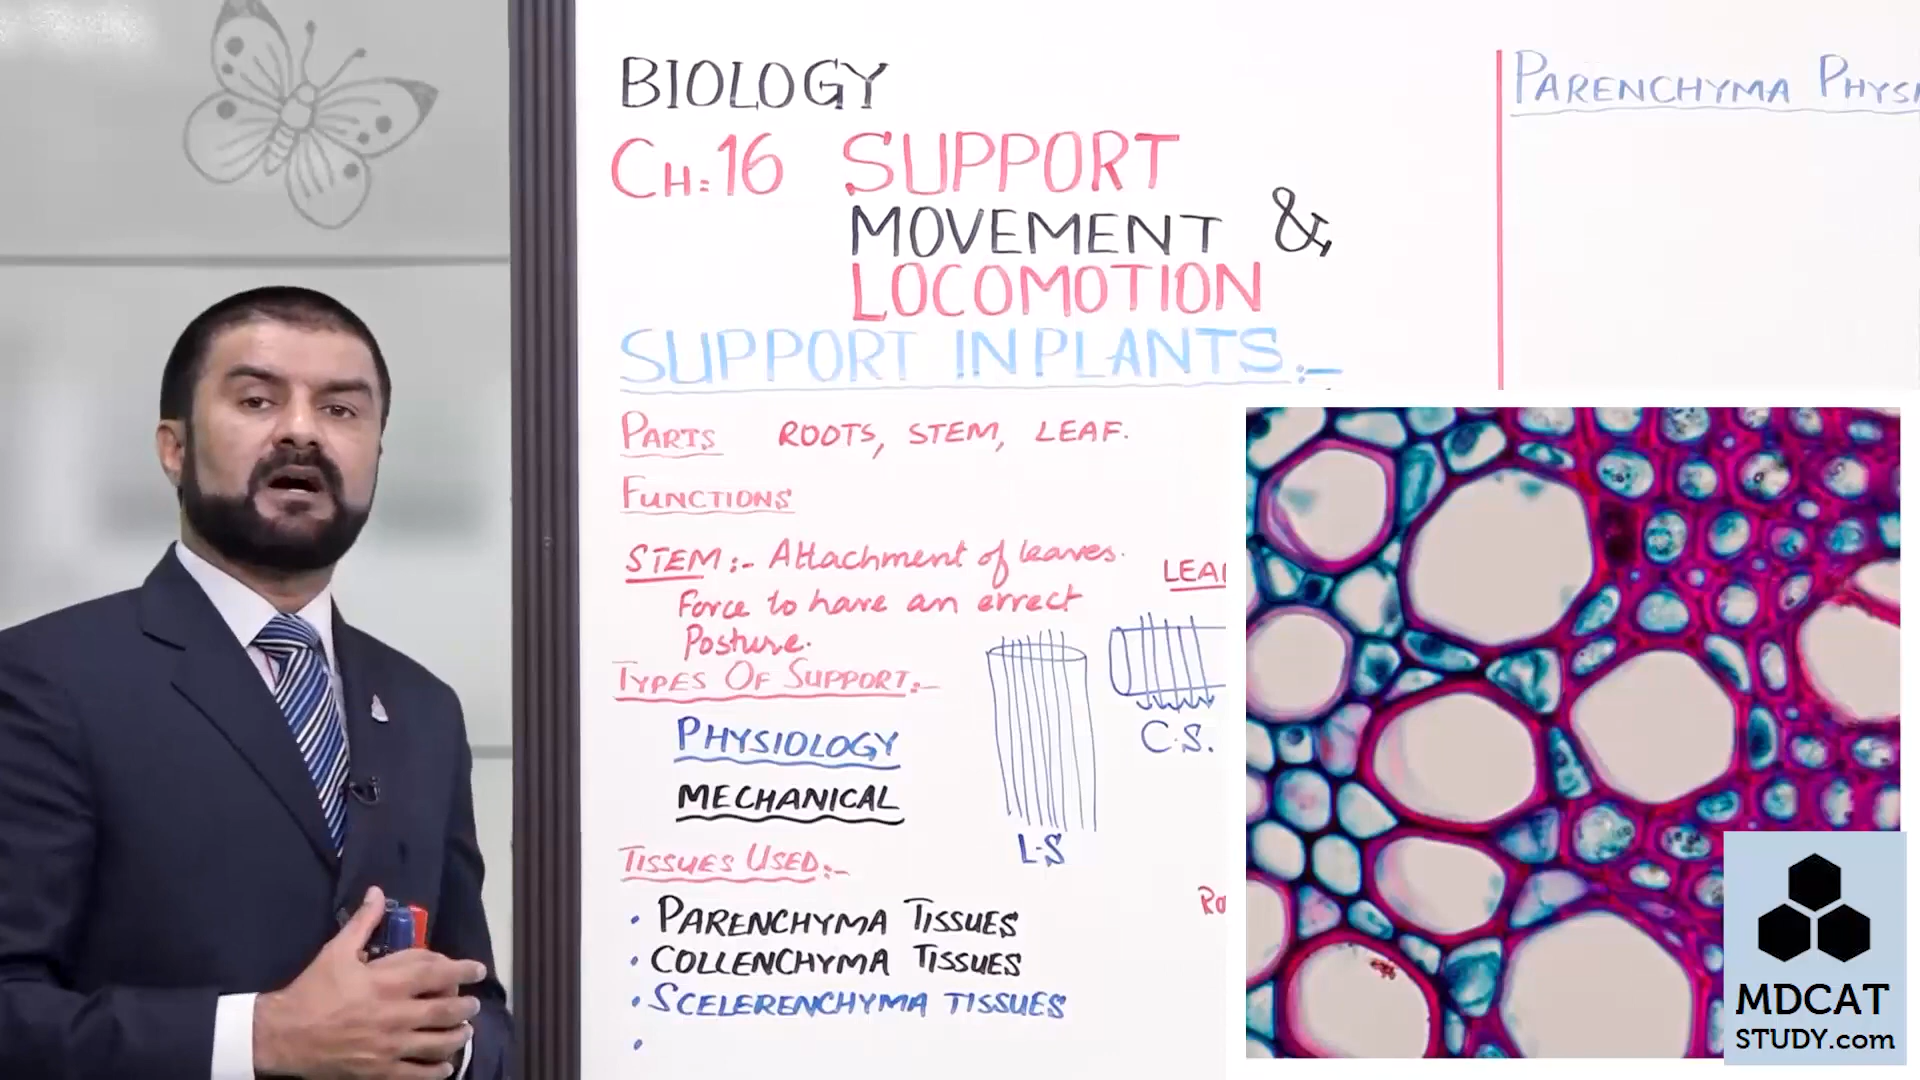 BIOLOGY
CH:16 SUPPORT
MOVEMENT &
LOCOMOTION
SUPPORT IN PLANTS:-
PARTS ROOTS, STEM, LEAF.
FUNCTIONS
STEM:- Attachment of leaves.
Force to have an errect
Posture.
TYPES OF SUPPORT:-
PHYSIOLOGY
MECHANICAL
L-S
C.S.
TISSUES USED:-
• PARENCHYMA TISSUES
• COLLENCHYMA TISSUES
• SCELERENCHYMA TISSUES
•
PARENCHYMA
MDCAT
STUDY.com